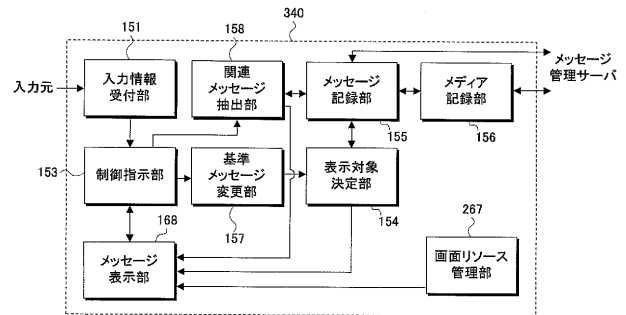 340
151
158
入力元
入力情報
受付部
関連
メッセージ
抽出部
メッセージ
記録部
155
メディア
記録部
156
メッセージ
管理サーバ
153
制御指示部
基準
メッセージ
変更部
157
表示対象
決定部
154
168
メッセージ
表示部
267
画面リソース
管理部